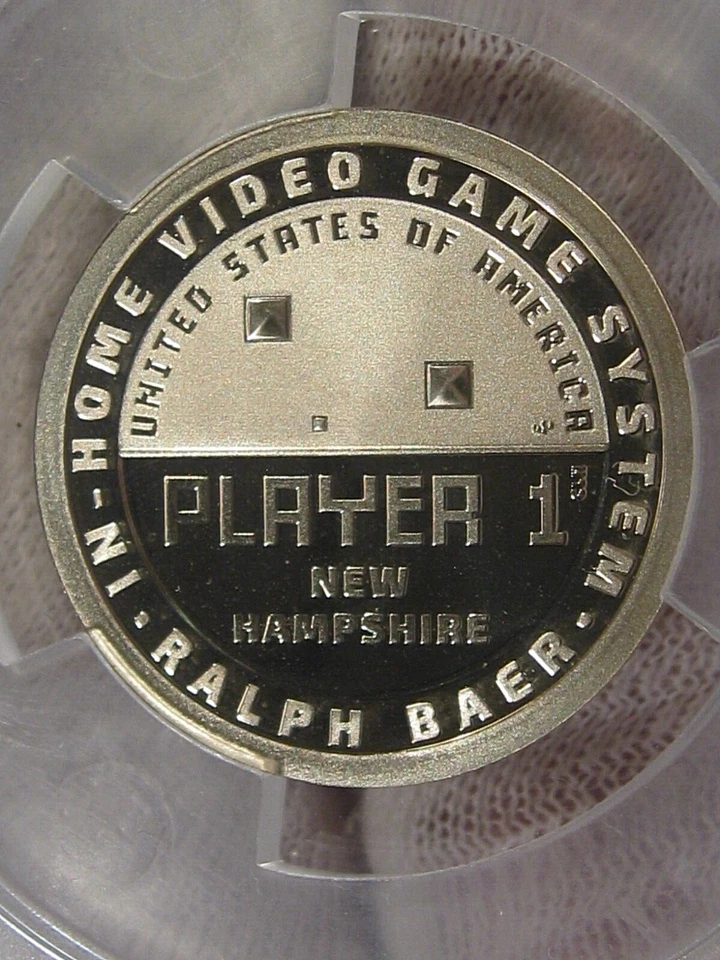 IN-HOME VIDEO GAME SYSTEM
UNITED STATES OF AMERICA
PLAYER 1
NEW
HAMPSHIRE
· RALPH BAER ·